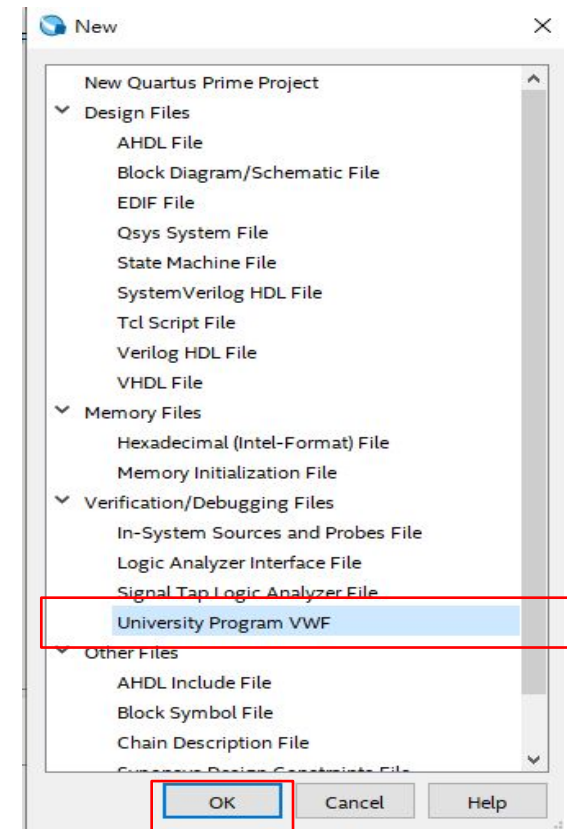 New
New Quartus Prime Project
Design Files
AHDL File
Block Diagram/Schematic File
EDIF File
Qsys System File
State Machine File
SystemVerilog HDL File
Tcl Script File
Verilog HDL File
VHDL File
Memory Files
Hexadecimal (Intel-Format) File
Memory Initialization File
Verification/Debugging Files
In-System Sources and Probes File
Logic Analyzer Interface File
Signal Tap Logic Analyzer File
University Program VWF
Other Files
AHDL Include File
Block Symbol File
Chain Description File
Synopsys Design Constraints File
OK Cancel Help